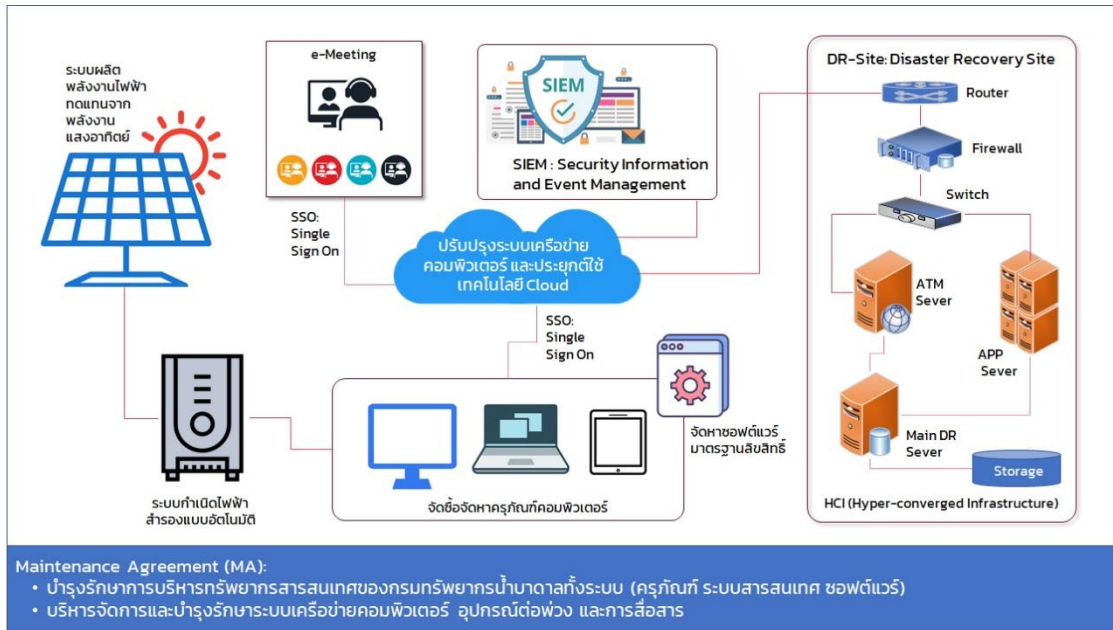 ระบบผลิต
พลังงานไฟฟ้า
ทดแทนจาก
พลังงาน
แสงอาทิตย์
e-Meeting
SIEM
SIEM : Security Information
and Event Management
DR-Site: Disaster Recovery Site
Router
Firewall
Switch
SSO:
Single
Sign On
ปรับปรุงระบบเครือข่าย
คอมพิวเตอร์ และประยุกต์ใช้
เทคโนโลยี Cloud
ATM
Sever
APP
Sever
SSO:
Single
Sign On
จัดหาซอฟต์แวร์
มาตรฐานลิขสิทธิ์
Main DR
Sever
Storage
HCI (Hyper-converged Infrastructure)
ระบบกำเนิดไฟฟ้า
สำรองแบบอัตโนมัติ
จัดซื้อจัดหาครุภัณฑ์คอมพิวเตอร์
Maintenance Agreement (MA):
• บำรุงรักษาการบริหารทรัพยากรสารสนเทศของกรมทรัพยากรน้ำบาดาลทั้งระบบ (ครุภัณฑ์ ระบบสารสนเทศ ซอฟต์แวร์)
• บริหารจัดการและบำรุงรักษาระบบเครือข่ายคอมพิวเตอร์ อุปกรณ์ต่อพ่วง และการสื่อสาร